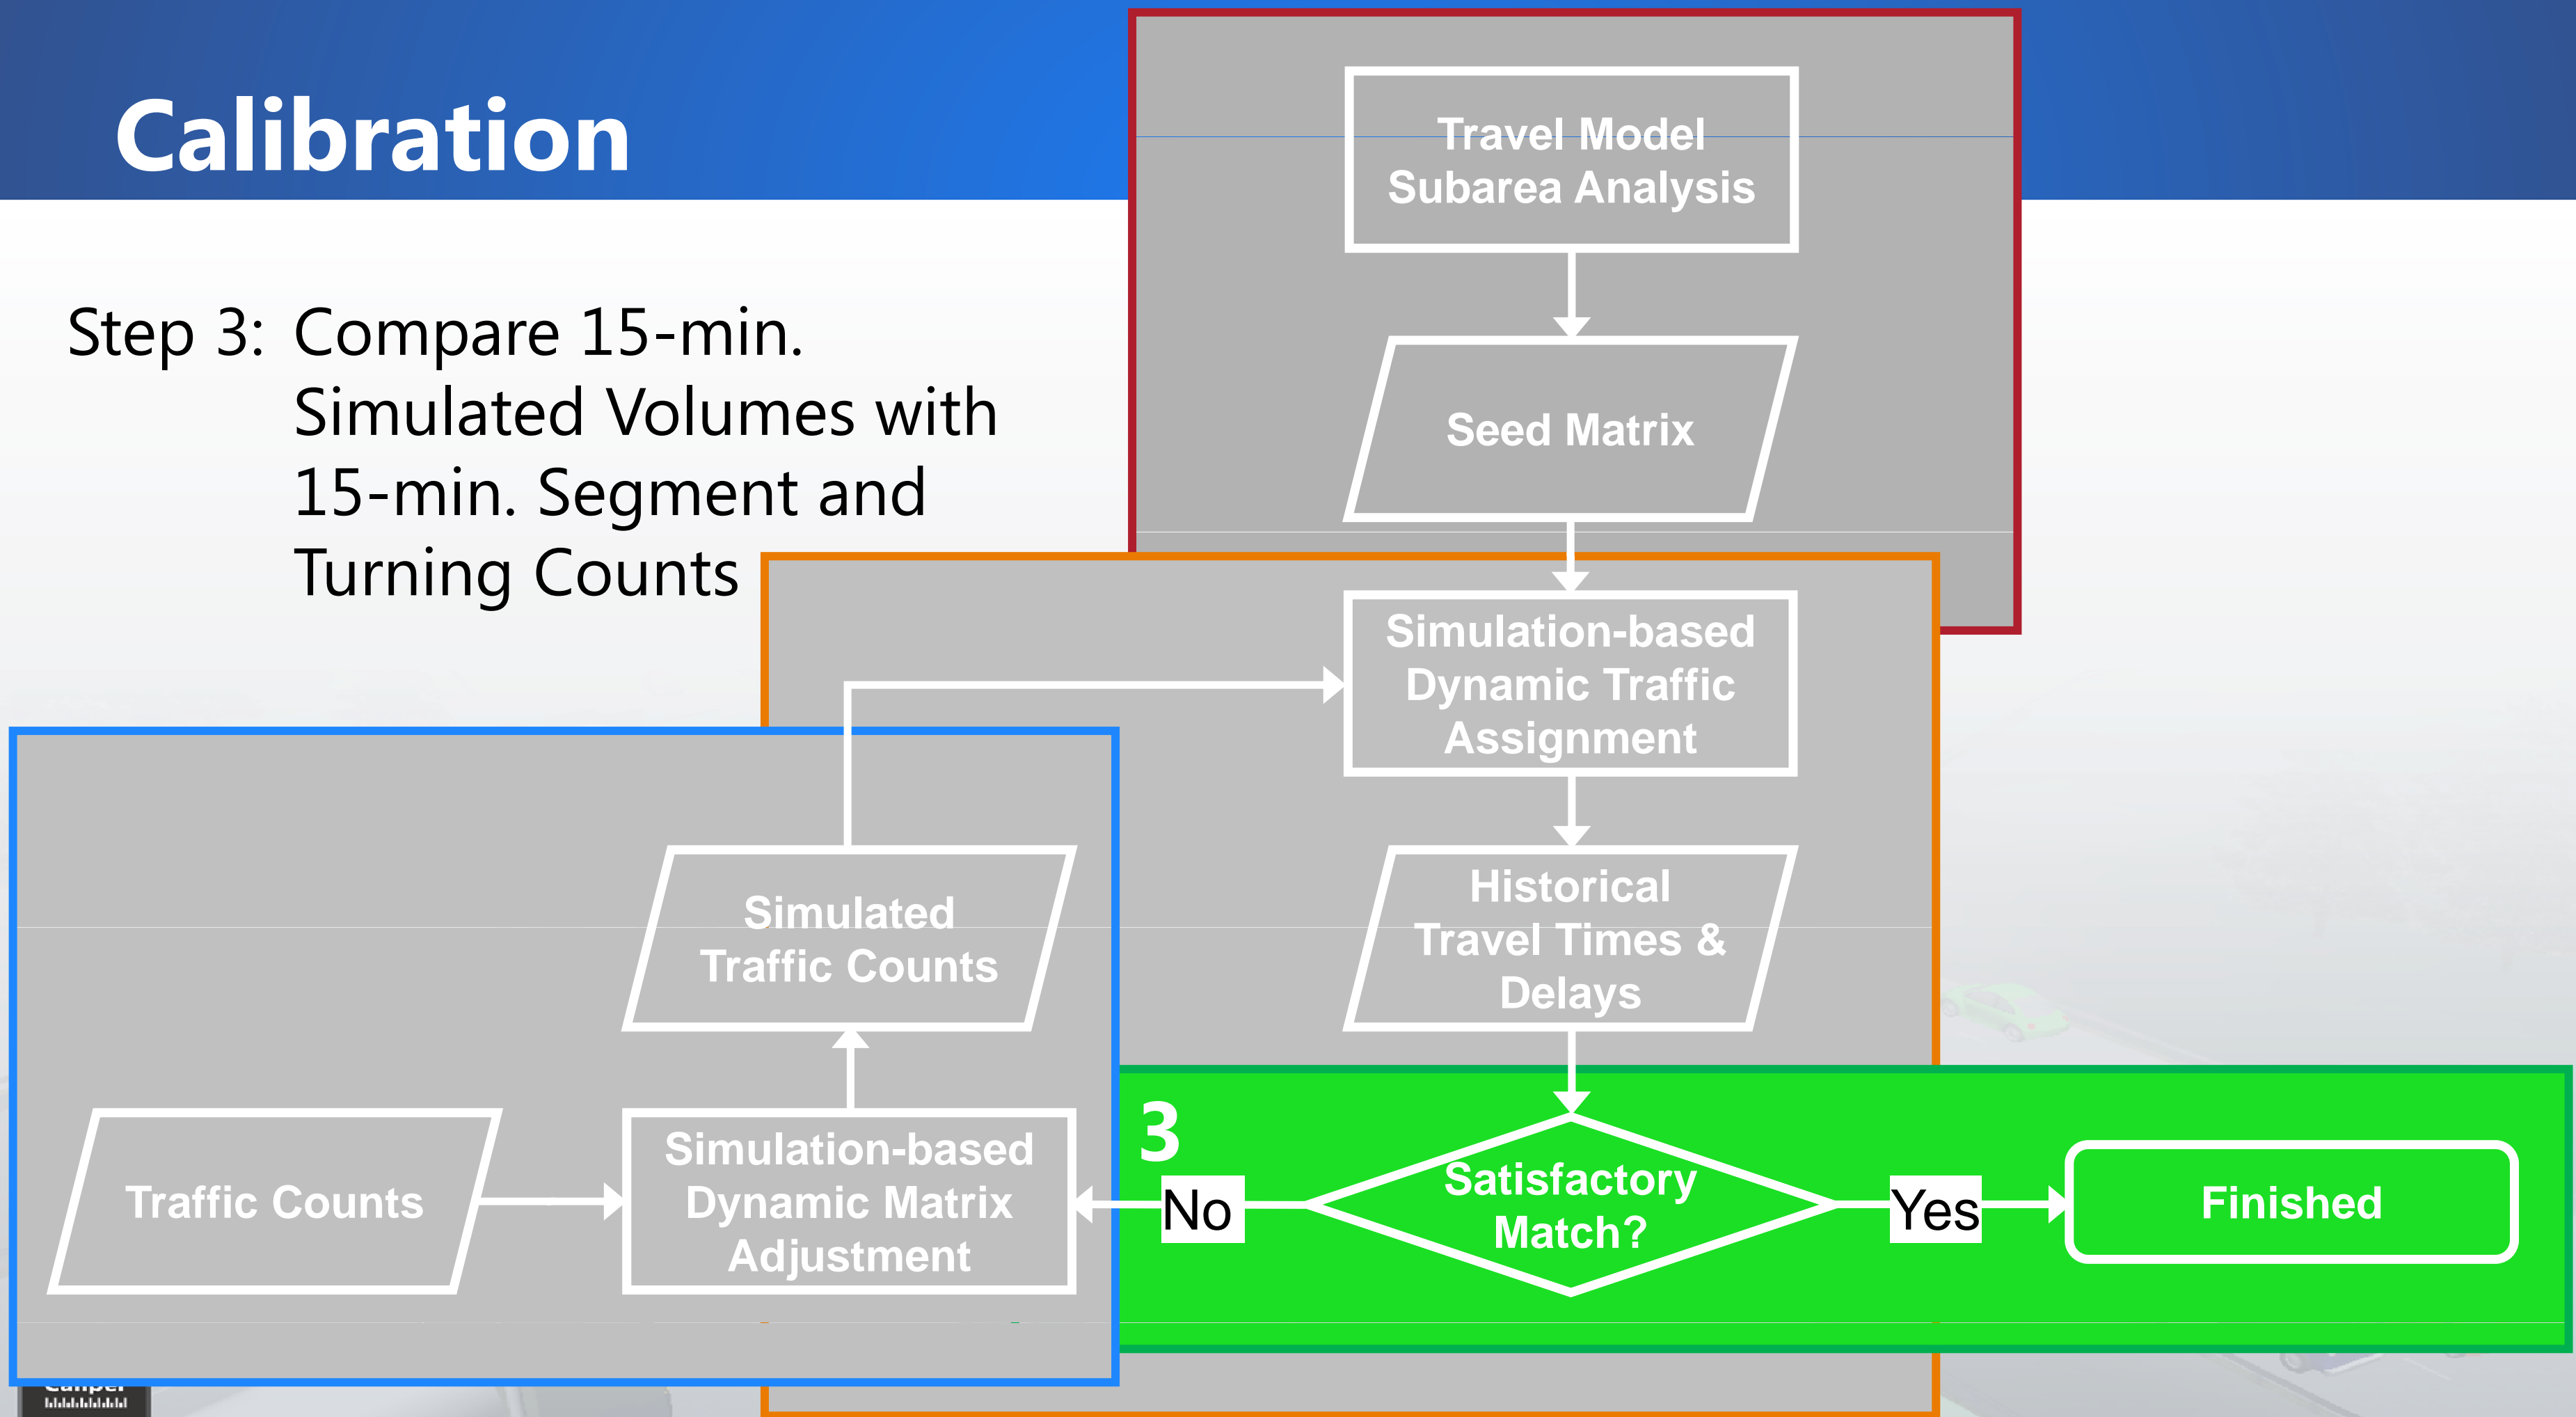 Calibration
Step 3: Compare 15-min.
Simulated Volumes with
15-min. Segment and
Turning Counts
Travel Model
Subarea Analysis
Seed Matrix
Simulation-based
Dynamic Traffic
Assignment
Historical
Travel Times &
Delays
Simulated
Traffic Counts
Traffic Counts
Simulation-based
Dynamic Matrix
Adjustment
3
No
Satisfactory
Match?
Yes
Finished
Caliper